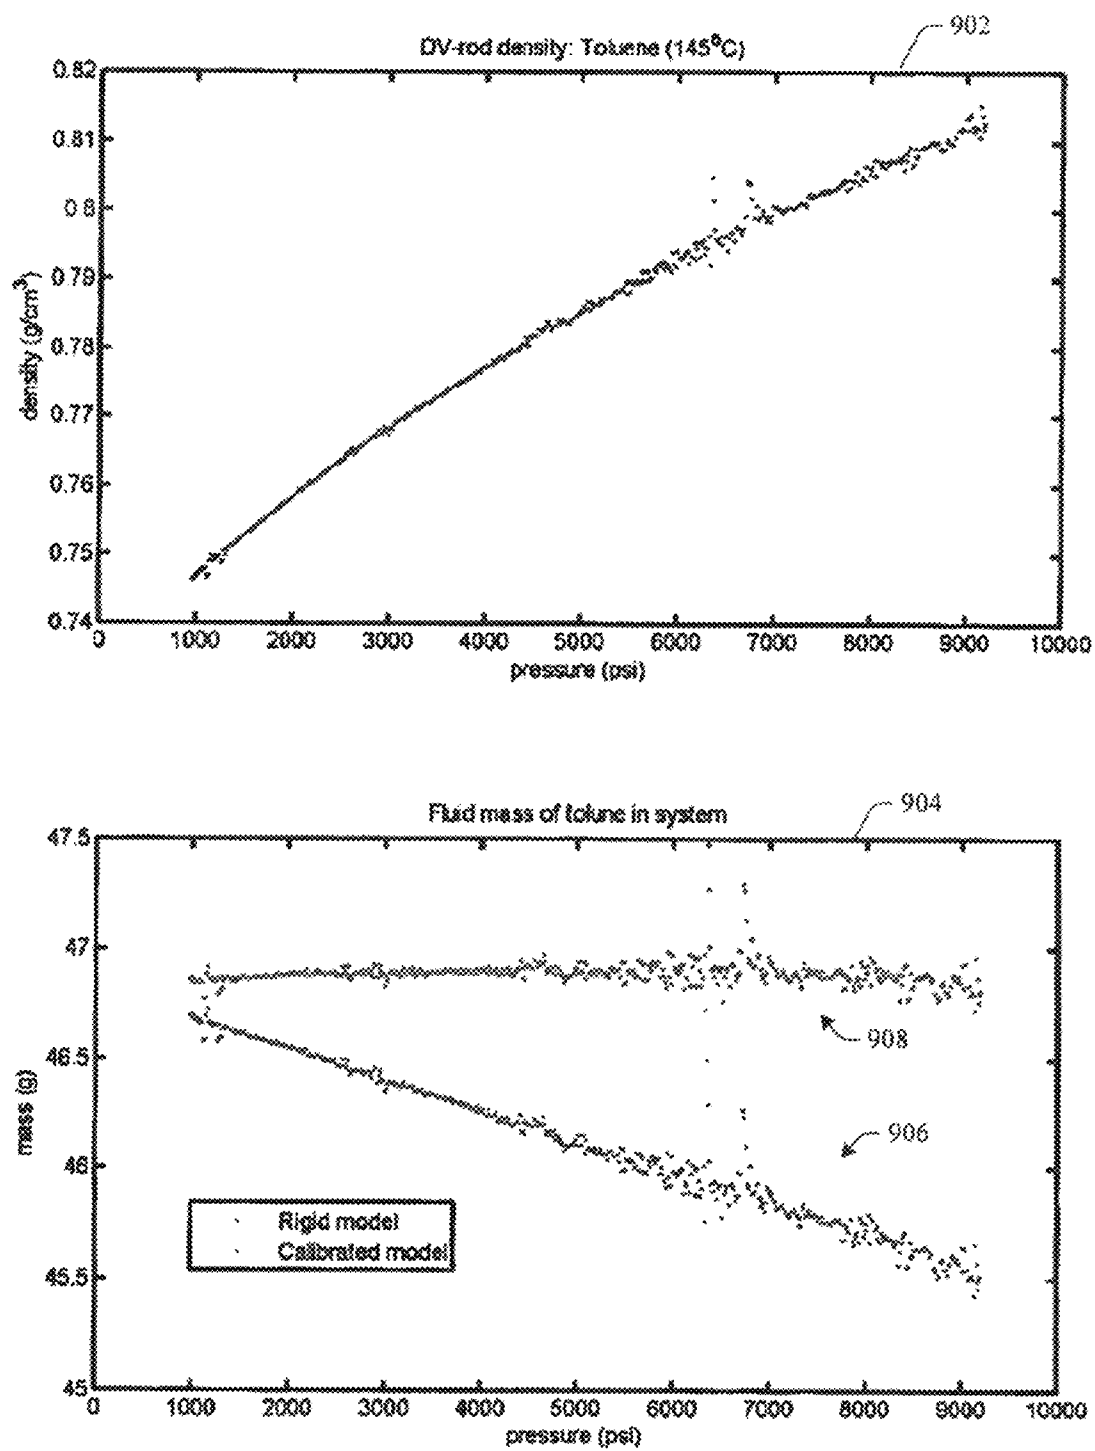 902
DV-rod density: Toluene (145°C)
0.82
0.81
0.8
0.79
0.78
0.77
0.76
0.75
0.74
density (g/cm³)
0 1000 2000 3000 4000 5000 6000 7000 8000 9000 10000
pressure (psi)
904
Fluid mass of tolune in system
47.5
47
46.5
46
45.5
45
mass (g)
908
906
Rigid model
Calibrated model
0 1000 2000 3000 4000 5000 6000 7000 8000 9000 10000
pressure (psi)